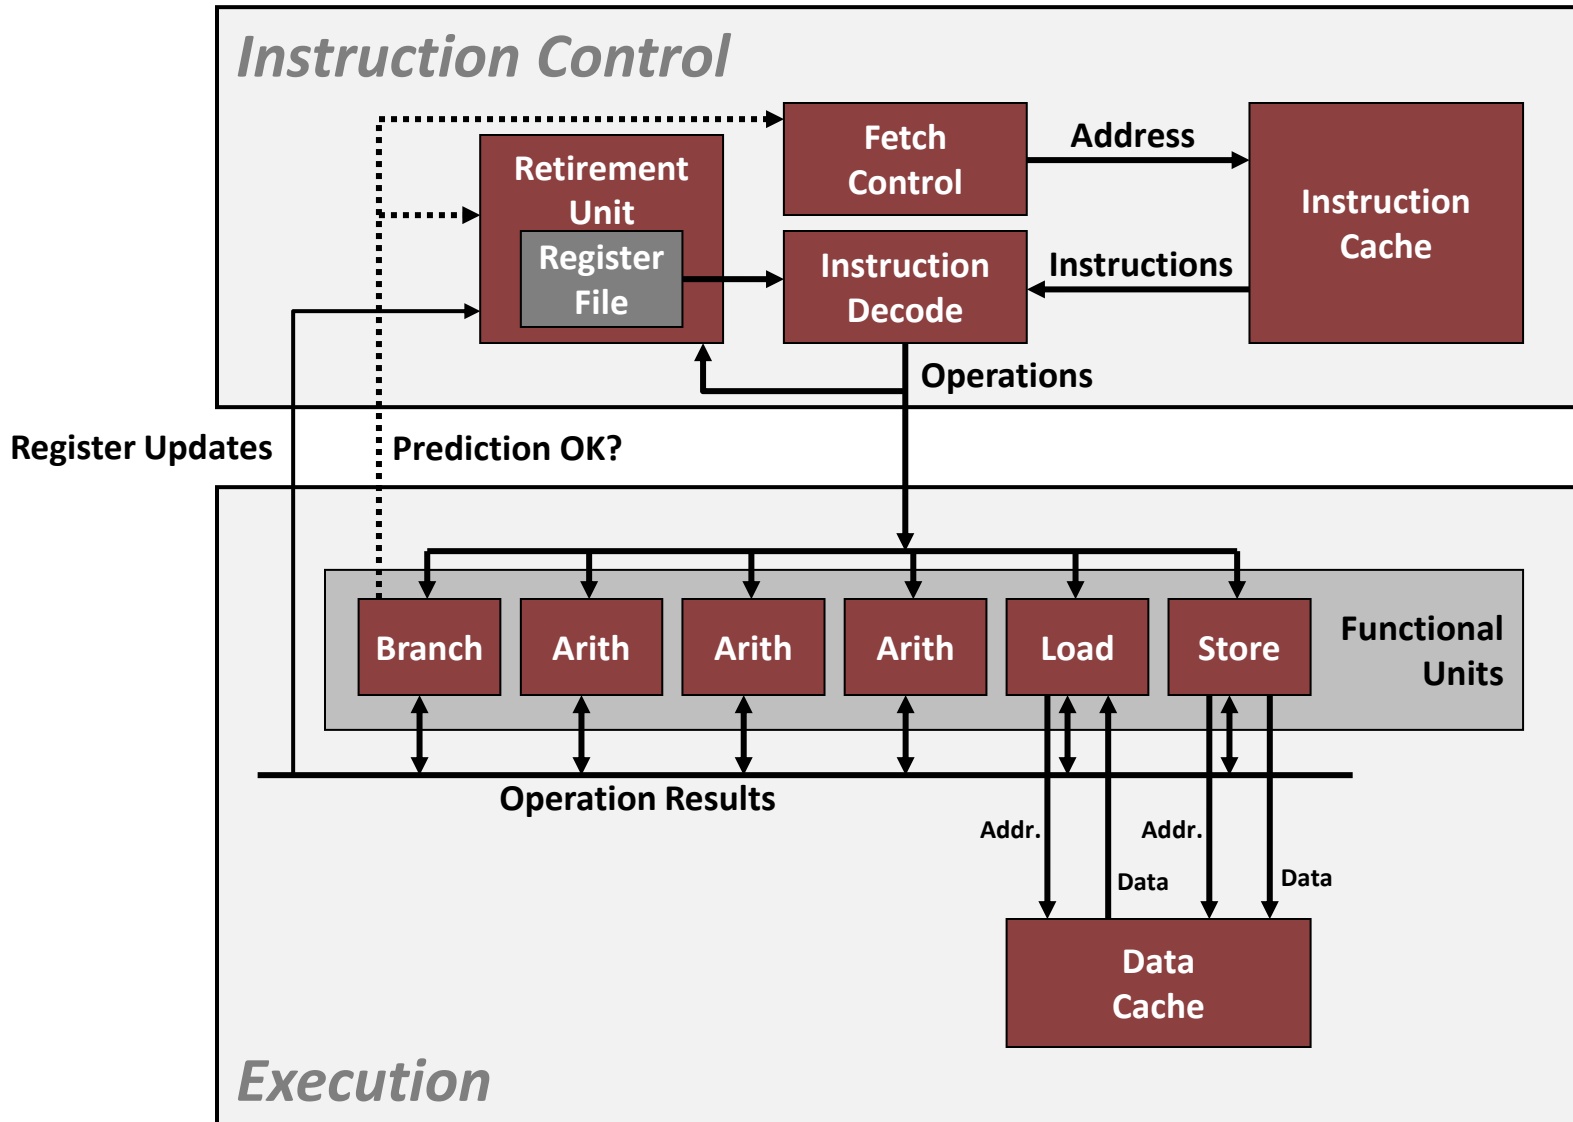 Instruction Control
Fetch
Control
Address
Instruction
Cache
Retirement
Unit
Register
File
Instruction
Decode
Instructions
Operations
Register Updates
Prediction OK?
Branch
Arith
Arith
Arith
Load
Store
Functional
Units
Operation Results
Addr.
Data
Addr.
Data
Data
Cache
Execution